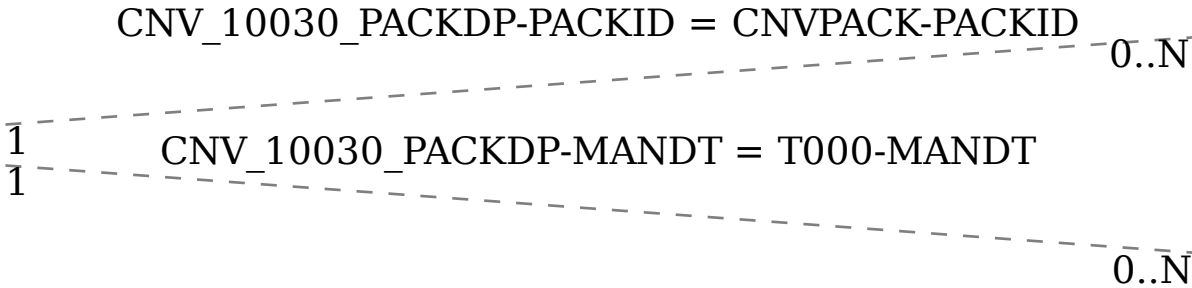 CNV_10030_PACKDP-PACKID = CNVPACK-PACKID
0..N
1
CNV_10030_PACKDP-MANDT = T000-MANDT
1
0..N